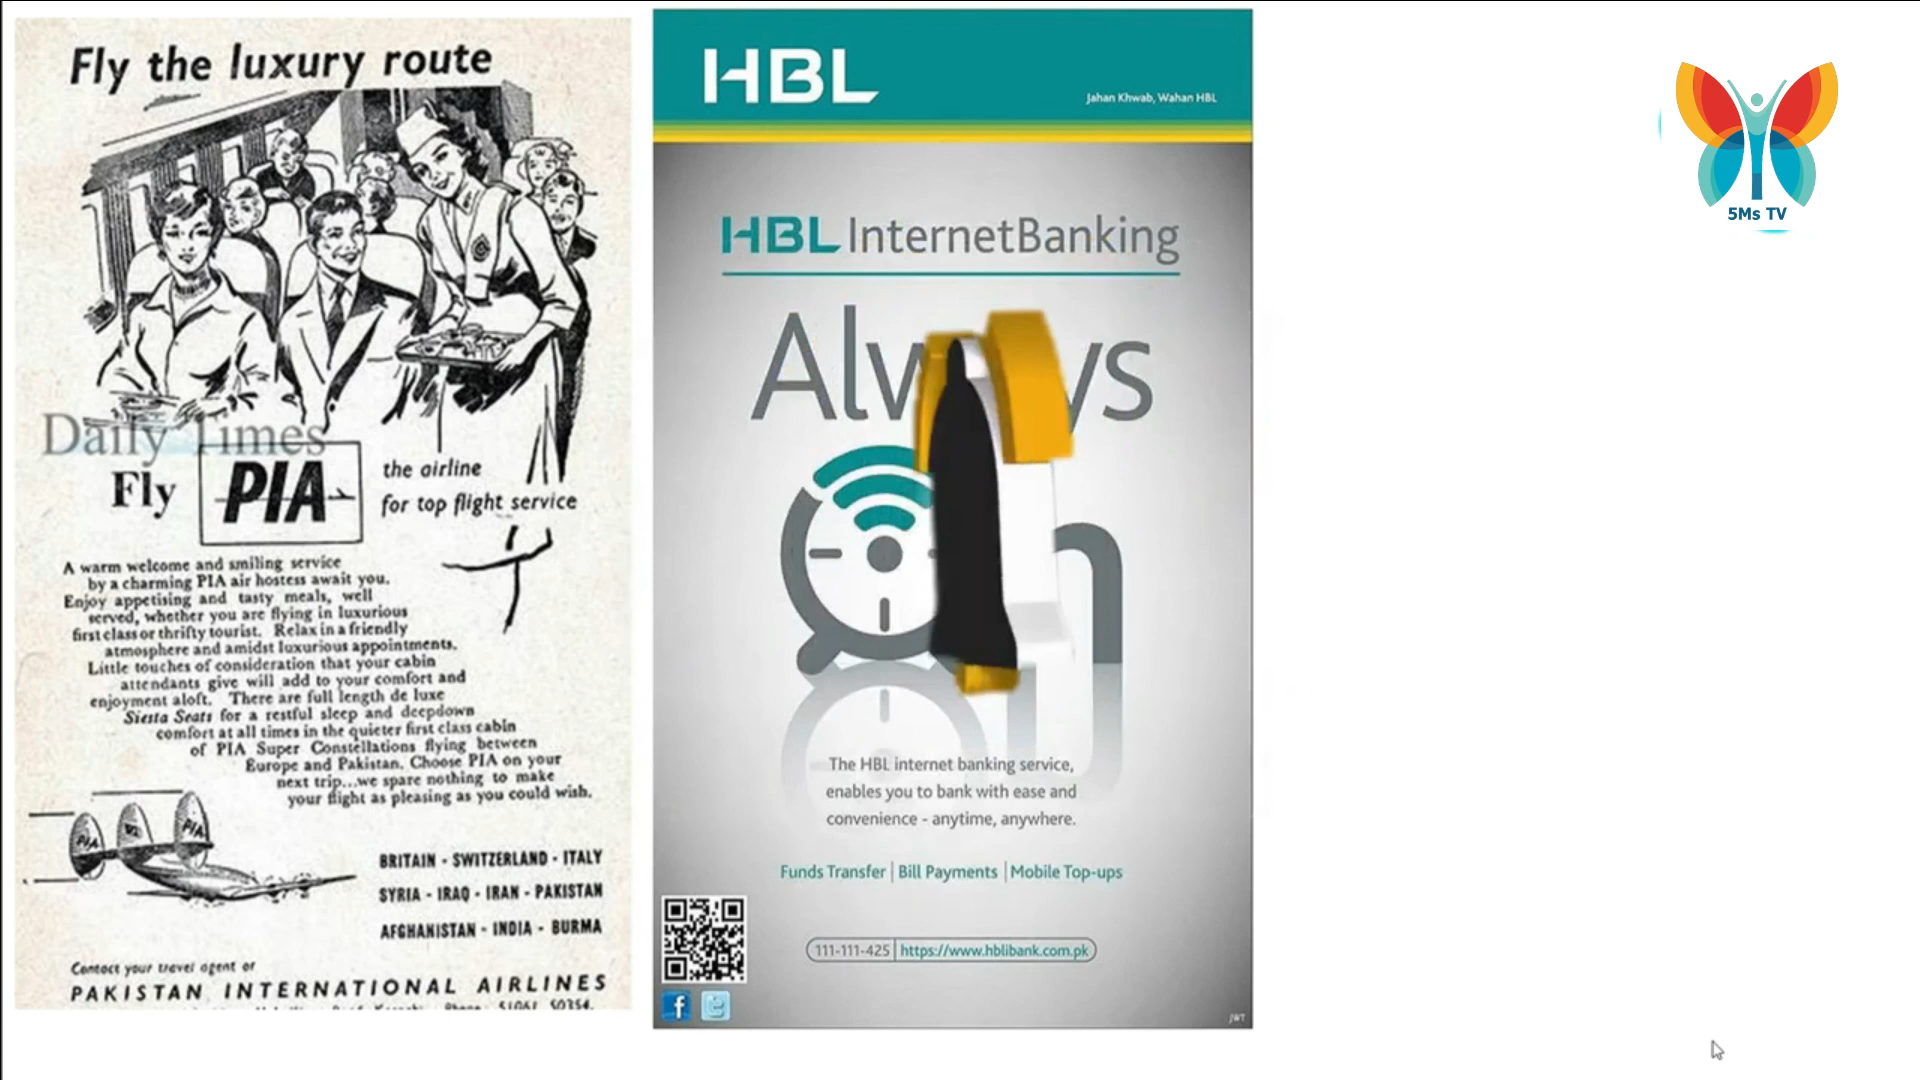 Fly the luxury route
Daily Times
Fly PIA the airline
for top flight service
A warm welcome and smiling service
by a charming PIA air hostess await you.
Enjoy appetising and tasty meals, well
served, whether you are flying in luxurious
first class or thrifty tourist. Relax in a friendly
atmosphere and amidst luxurious appointments.
Little touches of consideration that your cabin
attendants give will add to your comfort and
enjoyment aloft. There are full length de luxe
Siesta Seats for a restful sleep and deepdown
comfort at all times in the quieter first class cabin
of PIA Super Constellations flying between
Europe and Pakistan. Choose PIA on your
next trip...we spare nothing to make
your flight as pleasing as you could wish.
PIA
PIA
BRITAIN - SWITZERLAND - ITALY
SYRIA - IRAQ - IRAN - PAKISTAN
AFGHANISTAN - INDIA - BURMA
Contact your travel agent or
PAKISTAN INTERNATIONAL AIRLINES
HBL
Jahan Khwab, Wahan HBL
HBL InternetBanking
The HBL internet banking service,
enables you to bank with ease and
convenience - anytime, anywhere.
Funds Transfer | Bill Payments | Mobile Top-ups
111-111-425 | https://www.hblibank.com.pk
JWT
5Ms TV